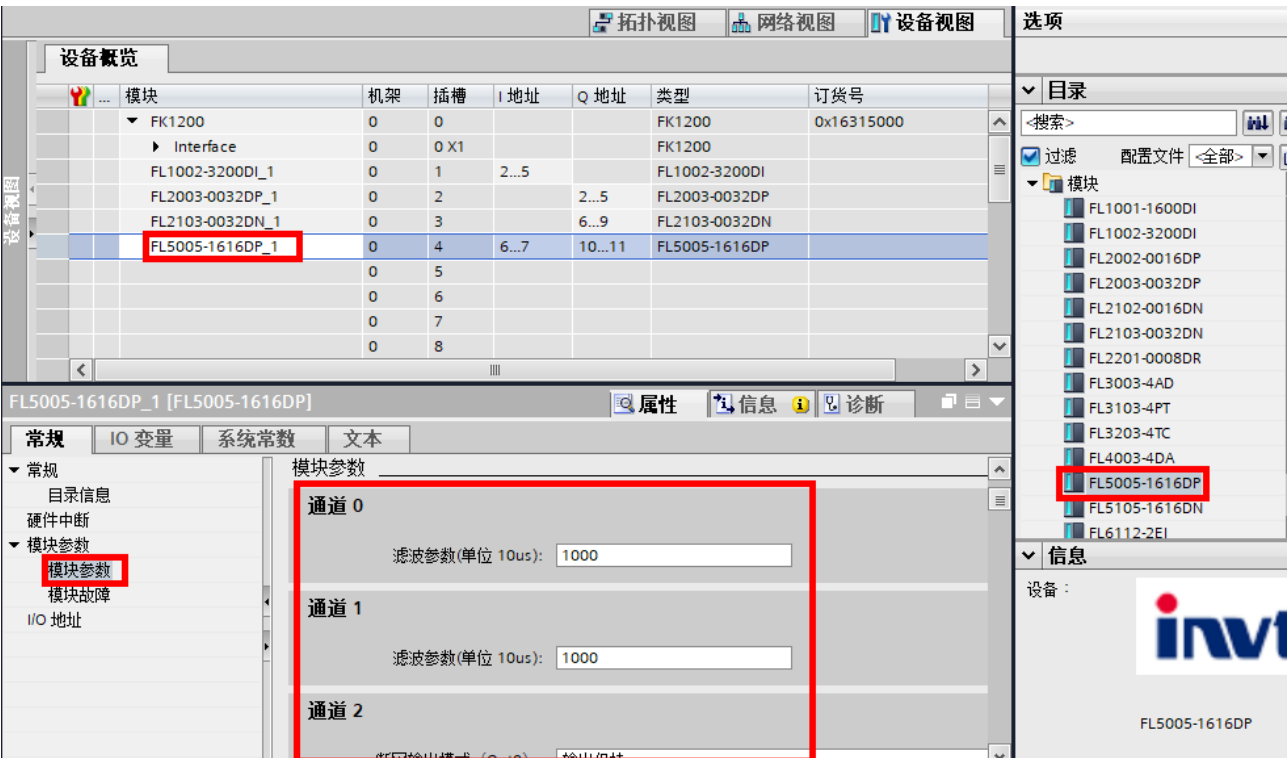 拓扑视图 网络视图 设备视图 选项
设备概览
... 模块 机架 插槽 I 地址 Q 地址 类型 订货号
目录
FK1200 0 0 FK1200 0x16315000
<搜索>
Interface 0 0 X1 FK1200
过滤 配置文件 <全部>
FL1002-3200DI_1 0 1 2...5 FL1002-3200DI
模块
FL2003-0032DP_1 0 2 2...5 FL2003-0032DP
FL1001-1600DI
FL2103-0032DN_1 0 3 6...9 FL2103-0032DN
FL1002-3200DI
FL5005-1616DP_1 0 4 6...7 10...11 FL5005-1616DP
FL2002-0016DP
0 5
FL2003-0032DP
0 6
FL2102-0016DN
0 7
FL2103-0032DN
0 8
FL2201-0008DR
设备视图
FL3003-4AD
FL5005-1616DP_1 [FL5005-1616DP] 属性 信息 诊断
FL3103-4PT
常规 IO 变量 系统常数 文本
FL3203-4TC
FL4003-4DA
FL5005-1616DP
FL5105-1616DN
FL6112-2EI
常规
目录信息
硬件中断
模块参数
模块参数
模块故障
I/O 地址
模块参数
通道 0
滤波参数(单位 10us): 1000
通道 1
滤波参数(单位 10us): 1000
通道 2
信息
设备：
invt
FL5005-1616DP